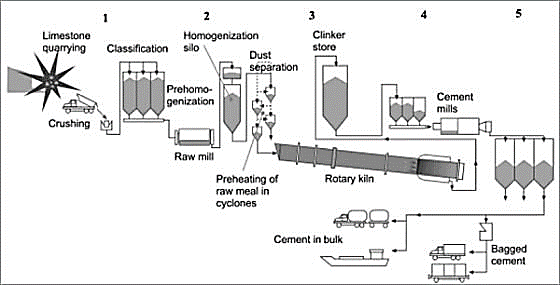 1
2
3
4
5
Limestone
quarrying
Classification
Homogenization
silo
Dust
separation
Clinker
store
Cement
mills
Prehomo-
genization
Crushing
Raw mill
Preheating of
raw meal in
cyclones
Rotary kiln
Cement in bulk
Bagged
cement